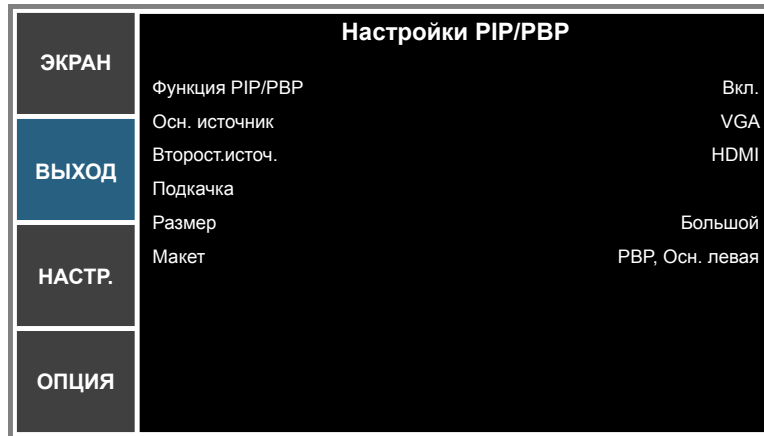 ЭКРАН
ВЫХОД
НАСТР.
ОПЦИЯ
Настройки PIP/PBP
Функция PIP/PBP Вкл.
Осн. источник VGA
Второст.источ. HDMI
Подкачка
Размер Большой
Макет PBP, Осн. левая